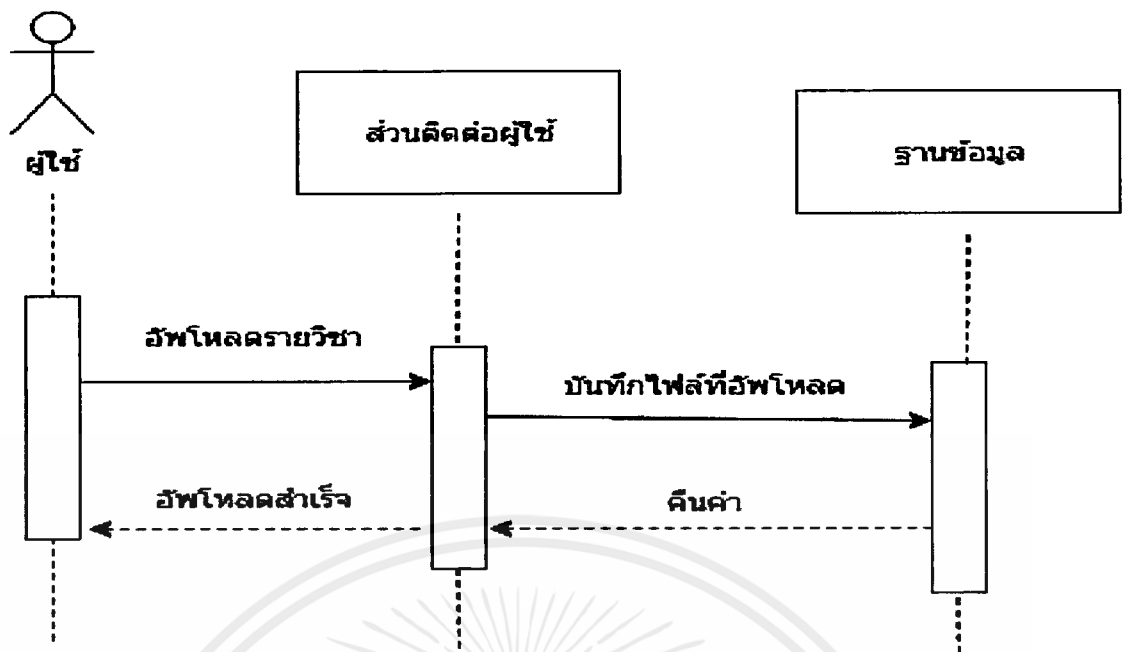 ผู้ใช้
ส่วนติดต่อผู้ใช้
ฐานข้อมูล
อัพโหลดรายวิชา
บันทึกไฟล์ที่อัพโหลด
อัพโหลดสำเร็จ
คืนค่า